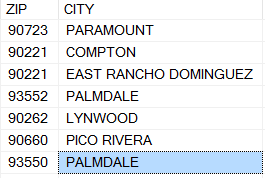 ZIP CITY
90723 PARAMOUNT
90221 COMPTON
90221 EAST RANCHO DOMINGUEZ
93552 PALMDALE
90262 LYNWOOD
90660 PICO RIVERA
93550 PALMDALE